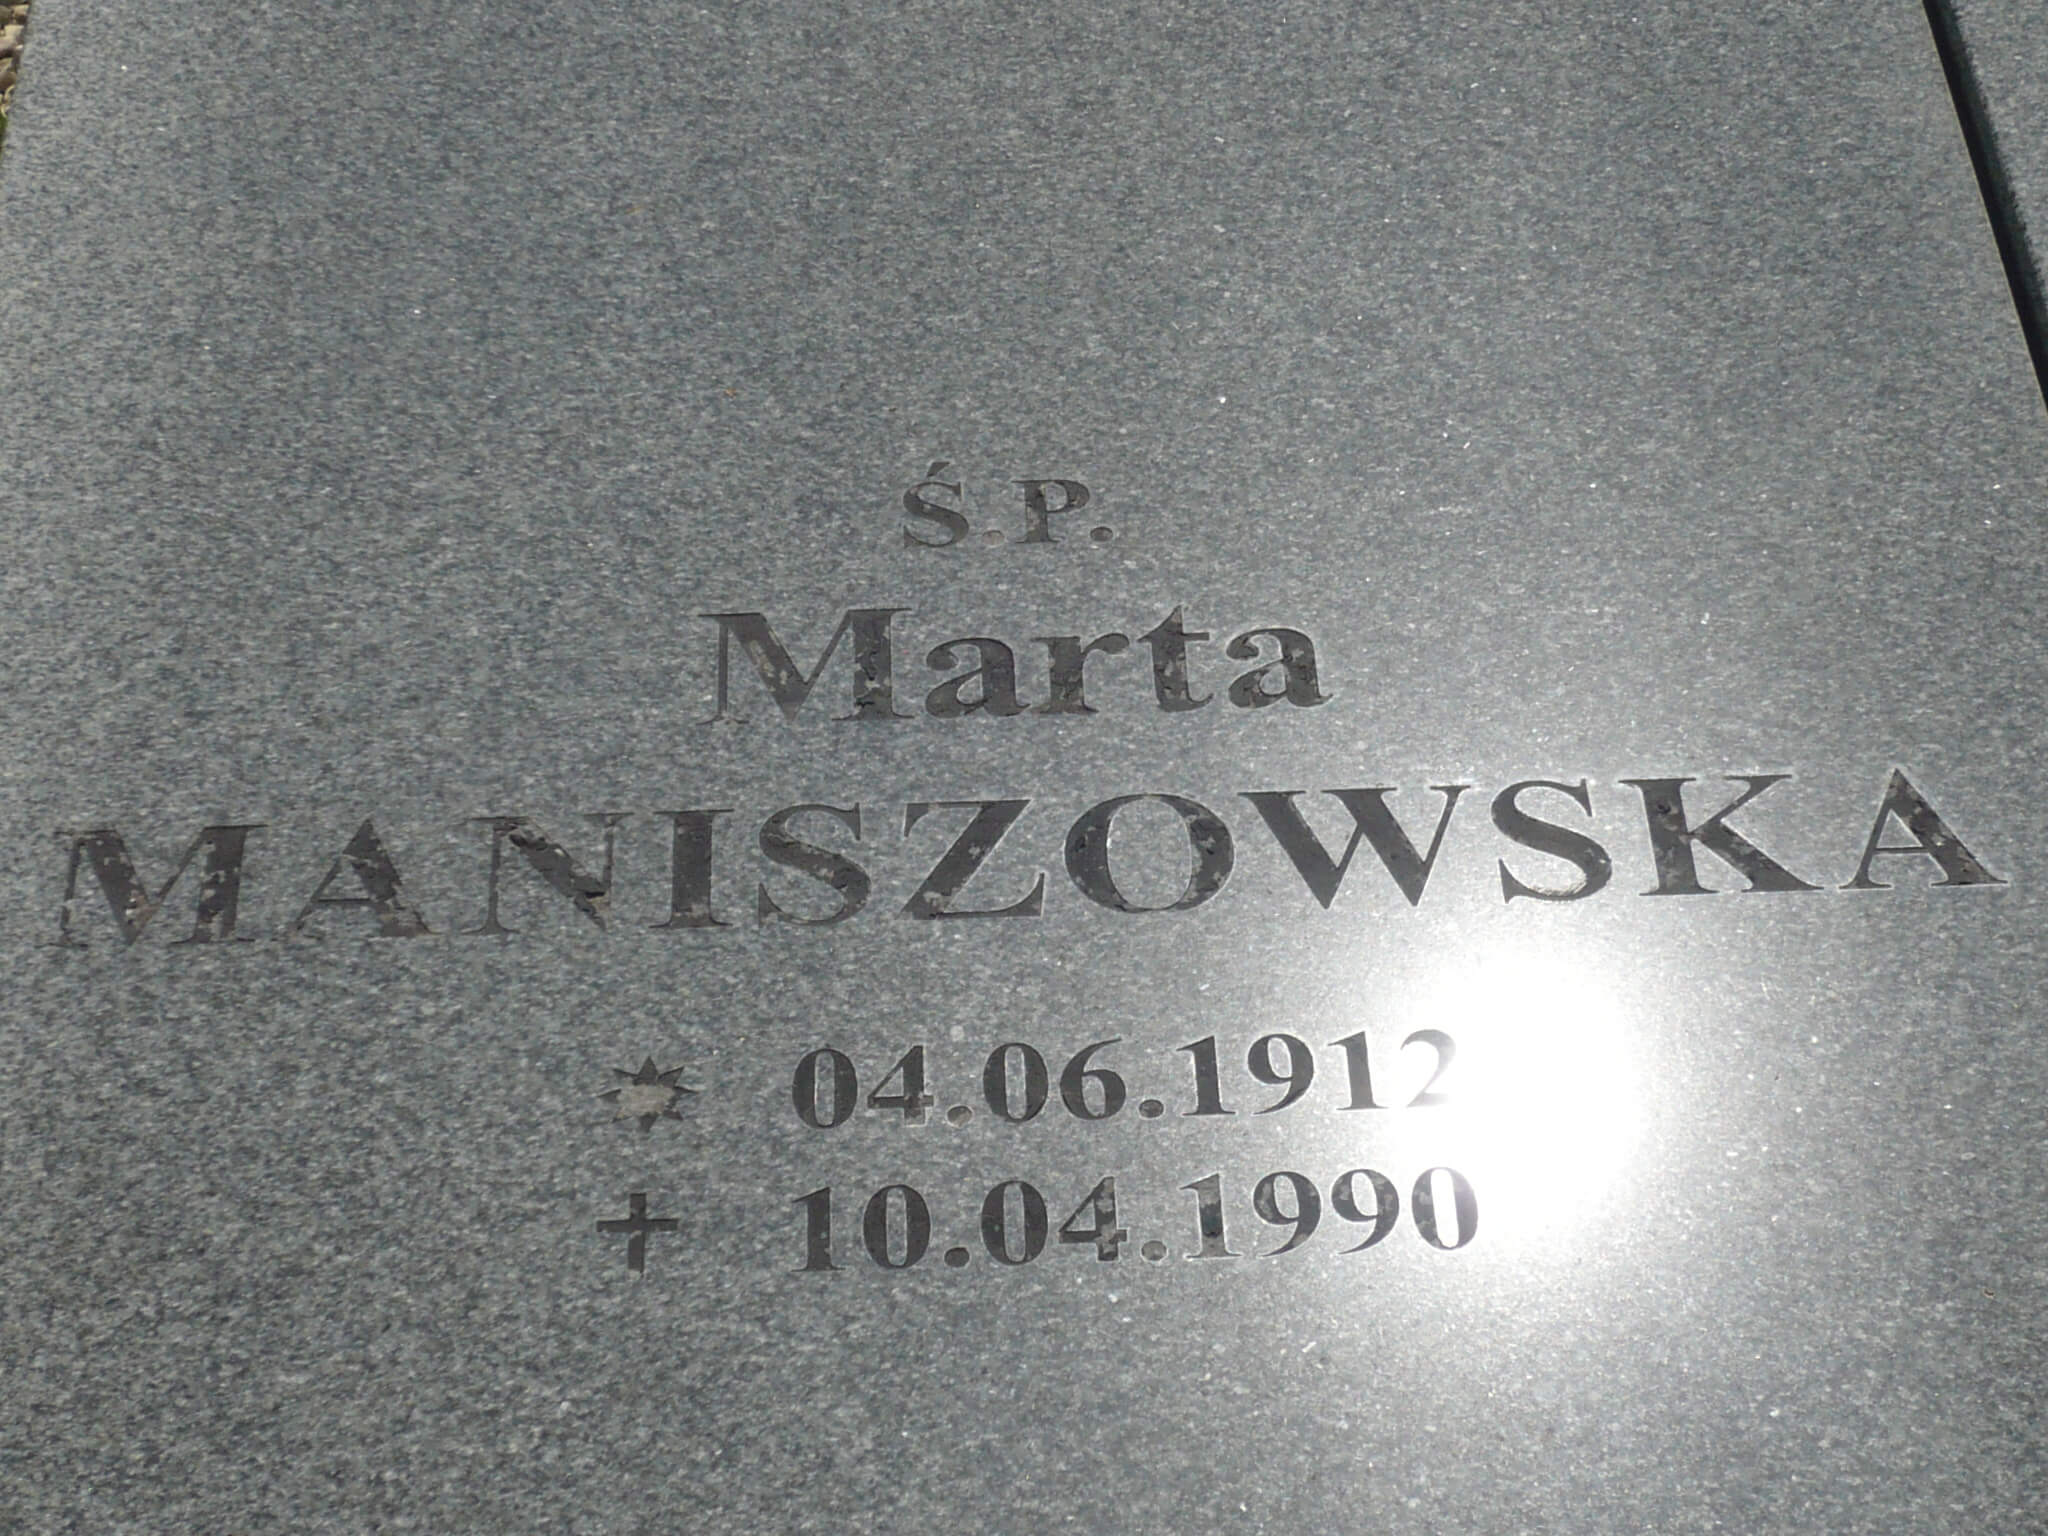 Ś.P.
Marta
MANISZOWSKA
04.06.1912
✝ 10.04.1990